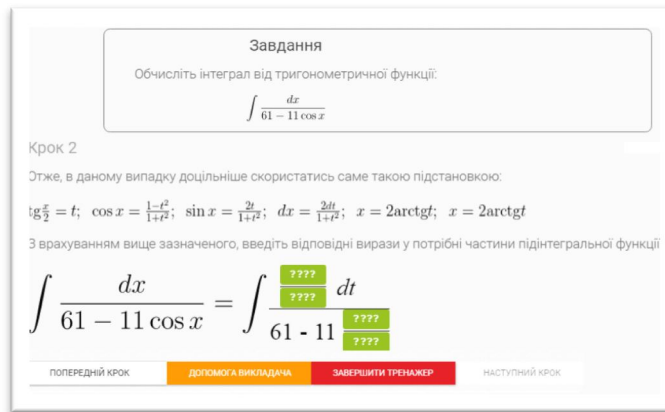 Завдання
Обчисліть інтеграл від тригонометричної функції:
∫ dx / (61 − 11 cos x)
Крок 2
Отже, в даному випадку доцільніше скористатись саме такою підстановкою:
tg x/2 = t; cos x = (1−t²)/(1+t²); sin x = 2t/(1+t²); dx = 2dt/(1+t²); x = 2arctgt; x = 2arctgt
З врахуванням вище зазначеного, введіть відповідні вирази у потрібні частини підінтегральної функції
∫ dx / (61 − 11 cos x) = ∫ (???? / ????) dt / (61 - 11 (???? / ????))
ПОПЕРЕДНІЙ КРОК ДОПОМОГА ВИКЛАДАЧА ЗАВЕРШИТИ ТРЕНАЖЕР НАСТУПНИЙ КРОК